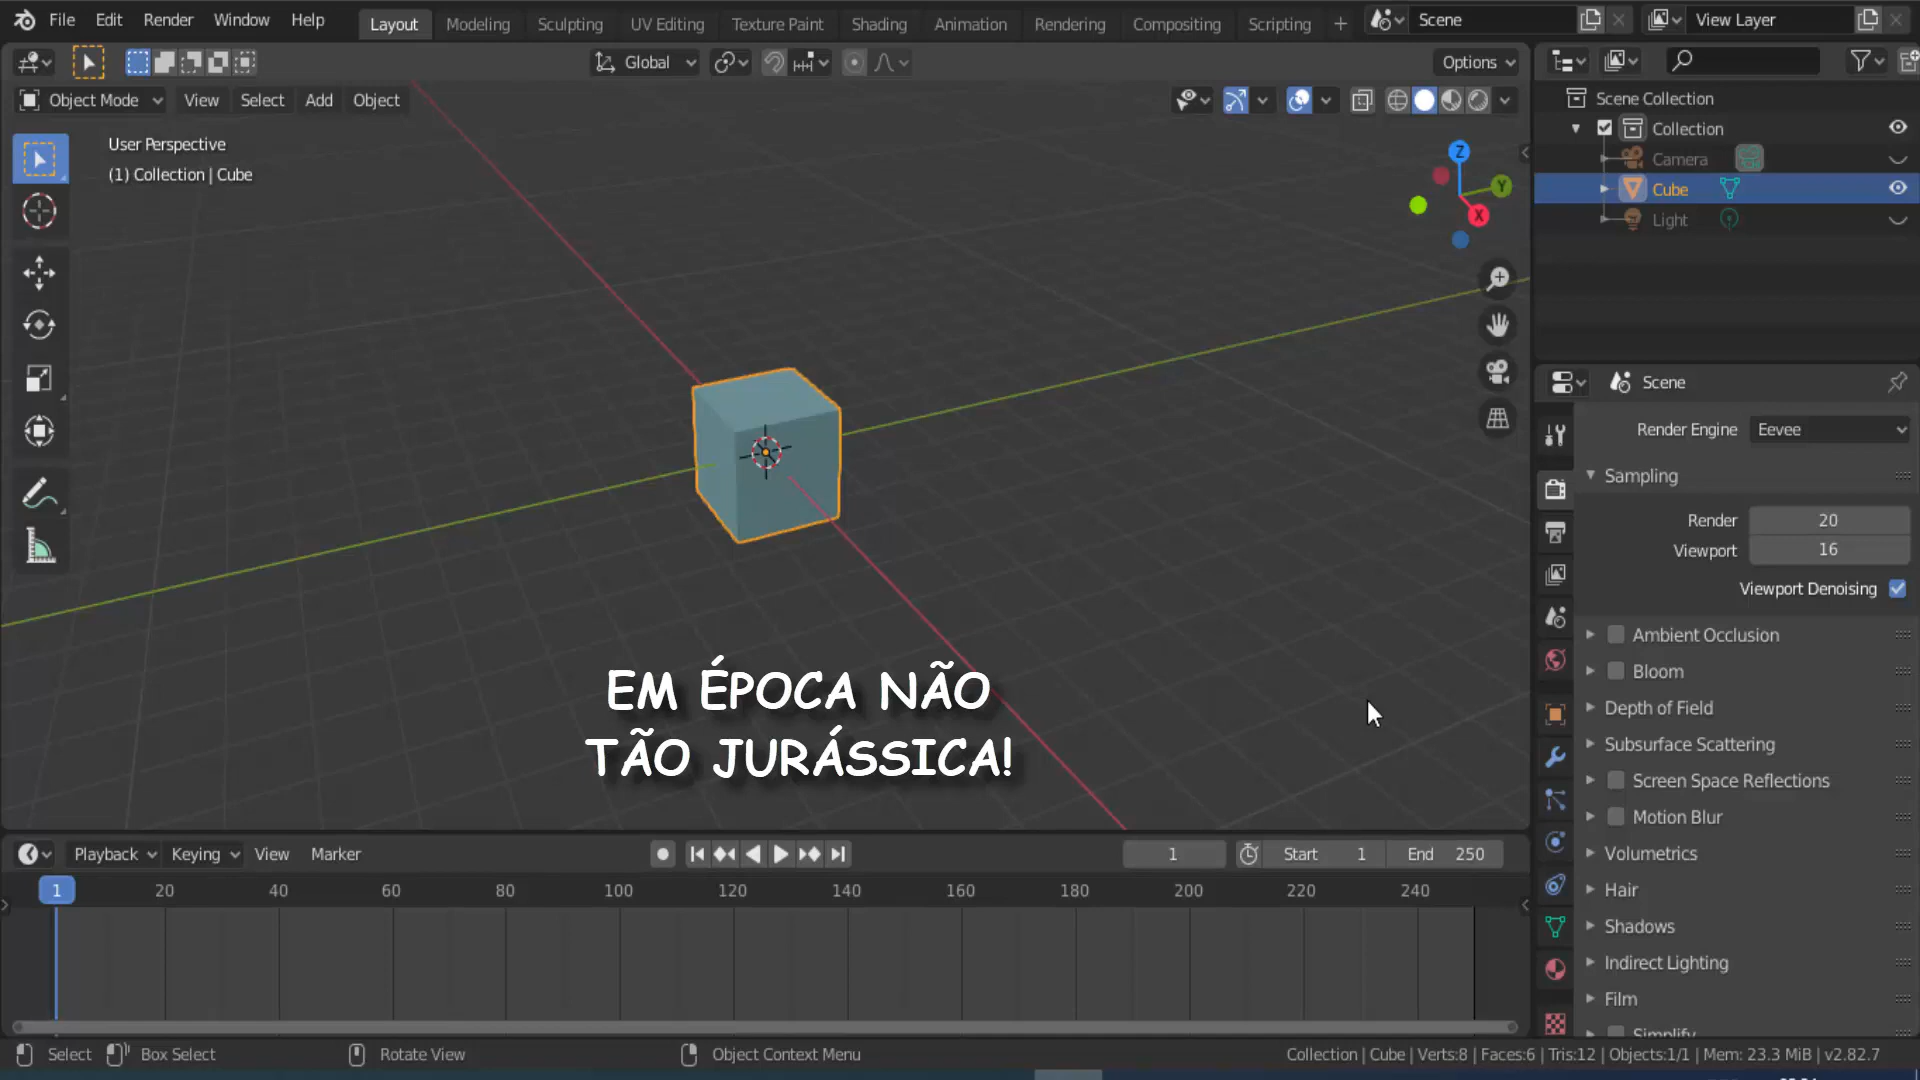 File Edit Render Window Help Layout Modeling Sculpting UV Editing Texture Paint Shading Animation Rendering Compositing Scripting + Scene View Layer
Global Options
Object Mode View Select Add Object
User Perspective
(1) Collection | Cube
Z
Y
X
EM ÉPOCA NÃO
TÃO JURÁSSICA!
Scene Collection
Collection
Camera
Cube
Light
Scene
Render Engine Eevee
Sampling
Render 20
Viewport 16
Viewport Denoising
Ambient Occlusion
Bloom
Depth of Field
Subsurface Scattering
Screen Space Reflections
Motion Blur
Volumetrics
Hair
Shadows
Indirect Lighting
Film
Simplify
Playback Keying View Marker 1 Start 1 End 250
1 20 40 60 80 100 120 140 160 180 200 220 240
Select Box Select Rotate View Object Context Menu Collection | Cube | Verts:8 | Faces:6 | Tris:12 | Objects:1/1 | Mem: 23.3 MiB | v2.82.7